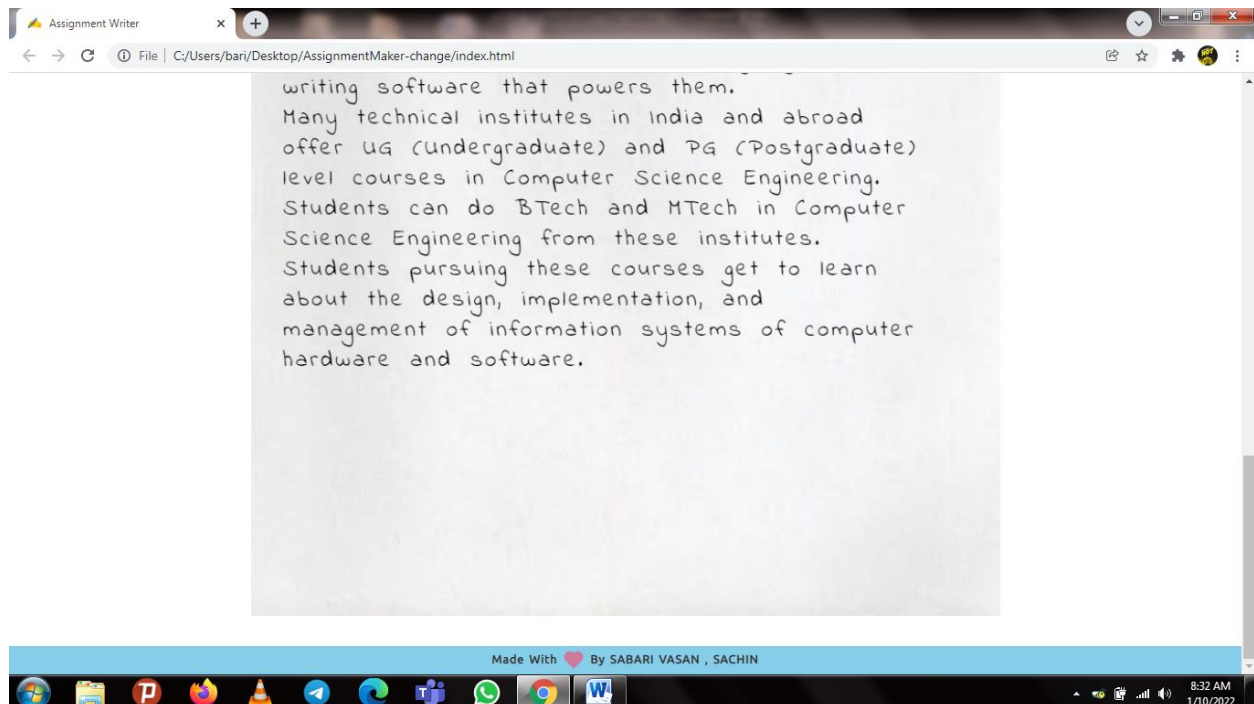 Assignment Writer
File | C:/Users/bari/Desktop/AssignmentMaker-change/index.html
writing software that powers them.
Many technical institutes in India and abroad
offer UG (Undergraduate) and PG (Postgraduate)
level courses in Computer Science Engineering.
Students can do BTech and MTech in Computer
Science Engineering from these institutes.
Students pursuing these courses get to learn
about the design, implementation, and
management of information systems of computer
hardware and software.
Made With By SABARI VASAN , SACHIN
8:32 AM
1/10/2022